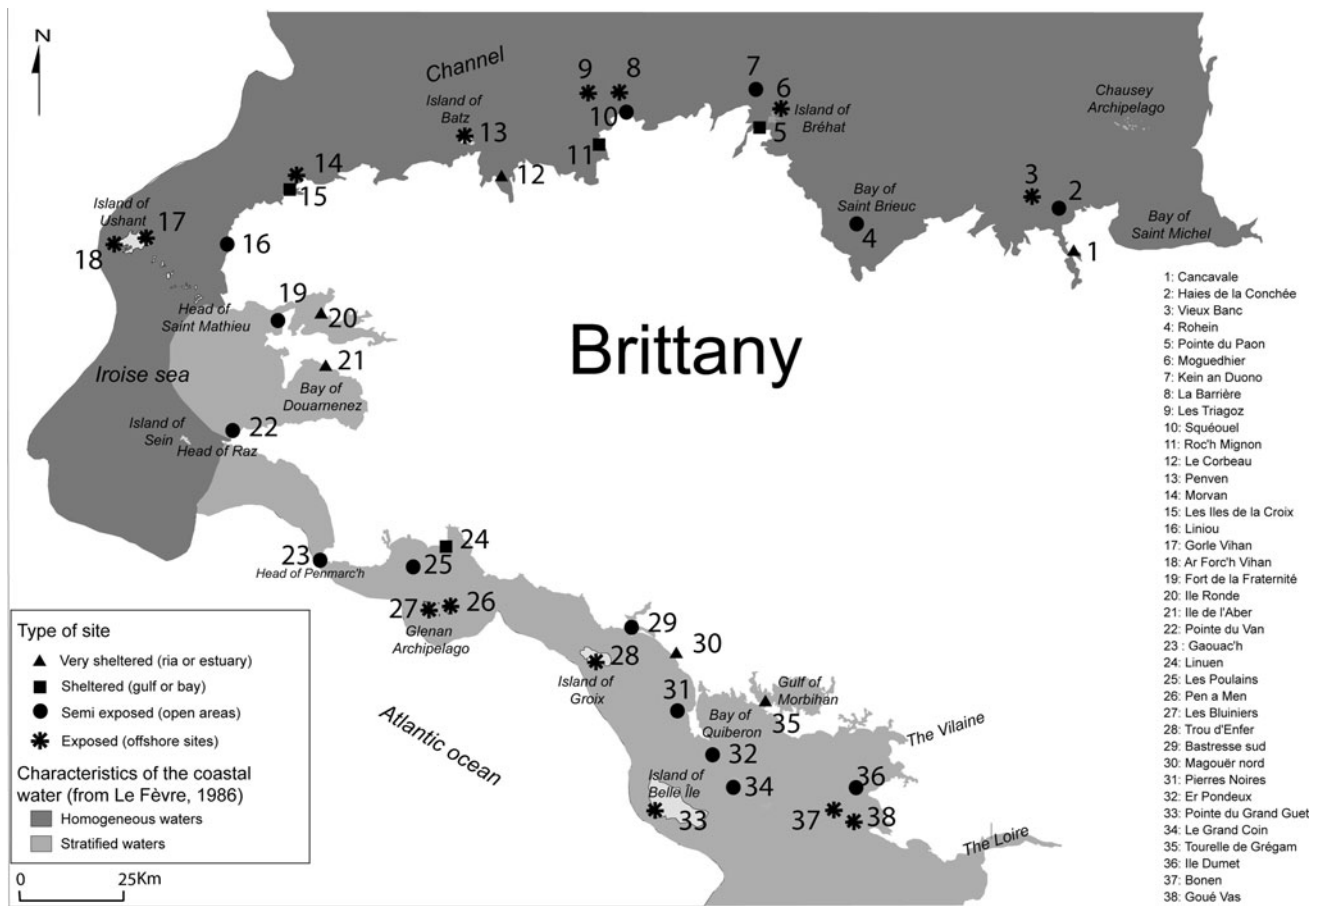 N
Channel
Island of
Batz
9
8
10
7
6
Island of
Bréhat
5
Chausey
Archipelago
13
11
12
14
15
Island of
Ushant
17
18
16
Bay of
Saint Brieuc
4
3
2
Bay of
Saint Michel
1
Head of
Saint Mathieu
19
20
21
Bay of
Douarnenez
Iroise sea
Island of
Sein
22
Head of Raz
Brittany
23
Head of Penmarc'h
24
25
27
26
Glenan
Archipelago
29
28
Island of
Groix
30
31
Gulf of
Morbihan
35
Bay of
Quiberon
32
The Vilaine
Atlantic ocean
Island of
Belle Île
33
34
36
37
38
The Loire
1: Cancavale
2: Haies de la Conchée
3: Vieux Banc
4: Rohein
5: Pointe du Paon
6: Moguedhier
7: Kein an Duono
8: La Barrière
9: Les Triagoz
10: Squéouel
11: Roc'h Mignon
12: Le Corbeau
13: Penven
14: Morvan
15: Les Iles de la Croix
16: Liniou
17: Gorle Vihan
18: Ar Forc'h Vihan
19: Fort de la Fraternité
20: Ile Ronde
21: Ile de l'Aber
22: Pointe du Van
23 : Gaouac'h
24: Linuen
25: Les Poulains
26: Pen a Men
27: Les Bluiniers
28: Trou d'Enfer
29: Bastresse sud
30: Magouër nord
31: Pierres Noires
32: Er Pondeux
33: Pointe du Grand Guet
34: Le Grand Coin
35: Tourelle de Grégam
36: Ile Dumet
37: Bonen
38: Goué Vas
Type of site
Very sheltered (ria or estuary)
Sheltered (gulf or bay)
Semi exposed (open areas)
Exposed (offshore sites)
Characteristics of the coastal
water (from Le Fèvre, 1986)
Homogeneous waters
Stratified waters
0 25Km